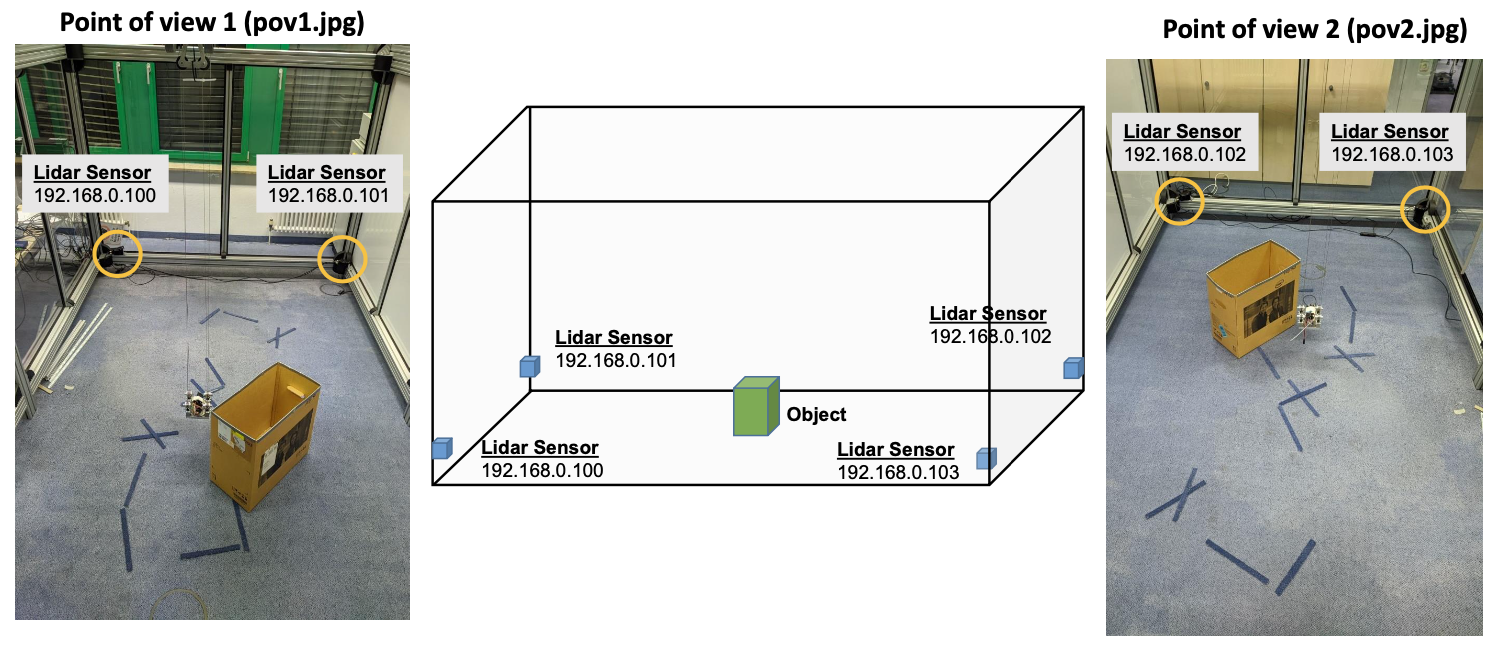 Point of view 1 (pov1.jpg)
Lidar Sensor
192.168.0.100
Lidar Sensor
192.168.0.101
Lidar Sensor
192.168.0.101
Lidar Sensor
192.168.0.102
Object
Lidar Sensor
192.168.0.100
Lidar Sensor
192.168.0.103
Point of view 2 (pov2.jpg)
Lidar Sensor
192.168.0.102
Lidar Sensor
192.168.0.103